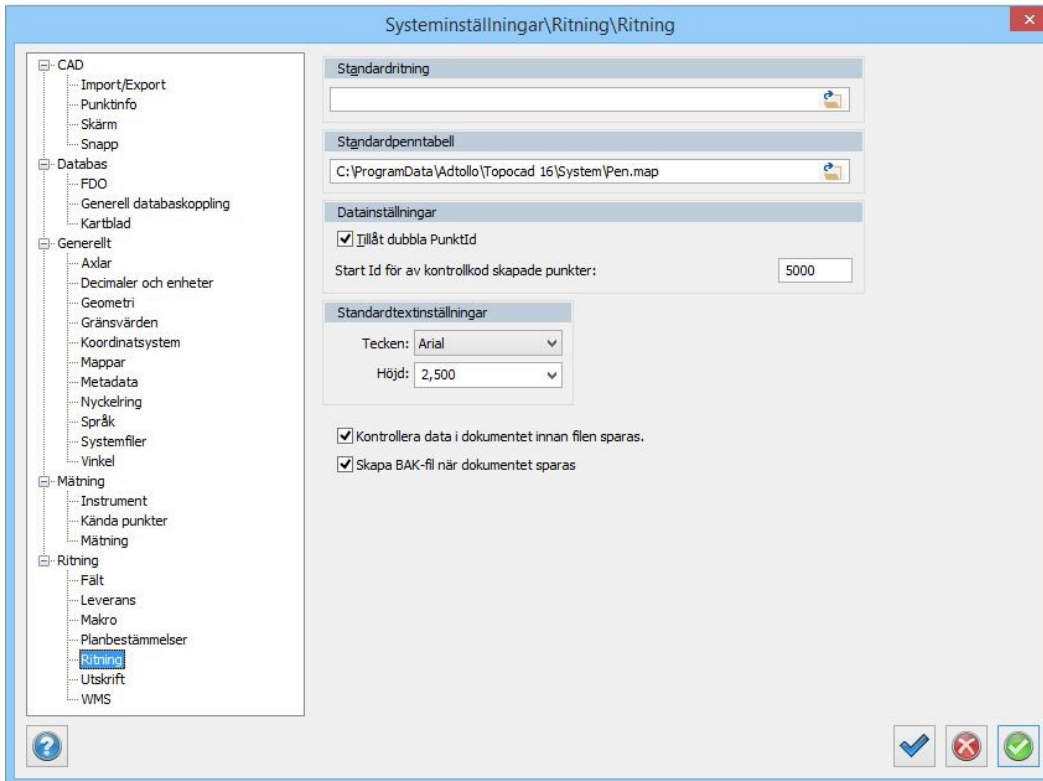 Systeminställningar\Ritning\Ritning
CAD
Import/Export
Punktinfo
Skärm
Snapp
Databas
FDO
Generell databaskoppling
Kartblad
Generellt
Axlar
Decimaler och enheter
Geometri
Gränsvärden
Koordinatsystem
Mappar
Metadata
Nyckelring
Språk
Systemfiler
Vinkel
Mätning
Instrument
Kända punkter
Mätning
Ritning
Fält
Leverans
Makro
Planbestämmelser
Ritning
Utskrift
WMS
Standardritning
Standardpenntabell
C:\ProgramData\Adtollo\Topocad 16\System\Pen.map
Datainställningar
Tillåt dubbla PunktId
Start Id för av kontrollkod skapade punkter: 5000
Standardtextinställningar
Tecken: Arial
Höjd: 2,500
Kontrollera data i dokumentet innan filen sparas.
Skapa BAK-fil när dokumentet sparas